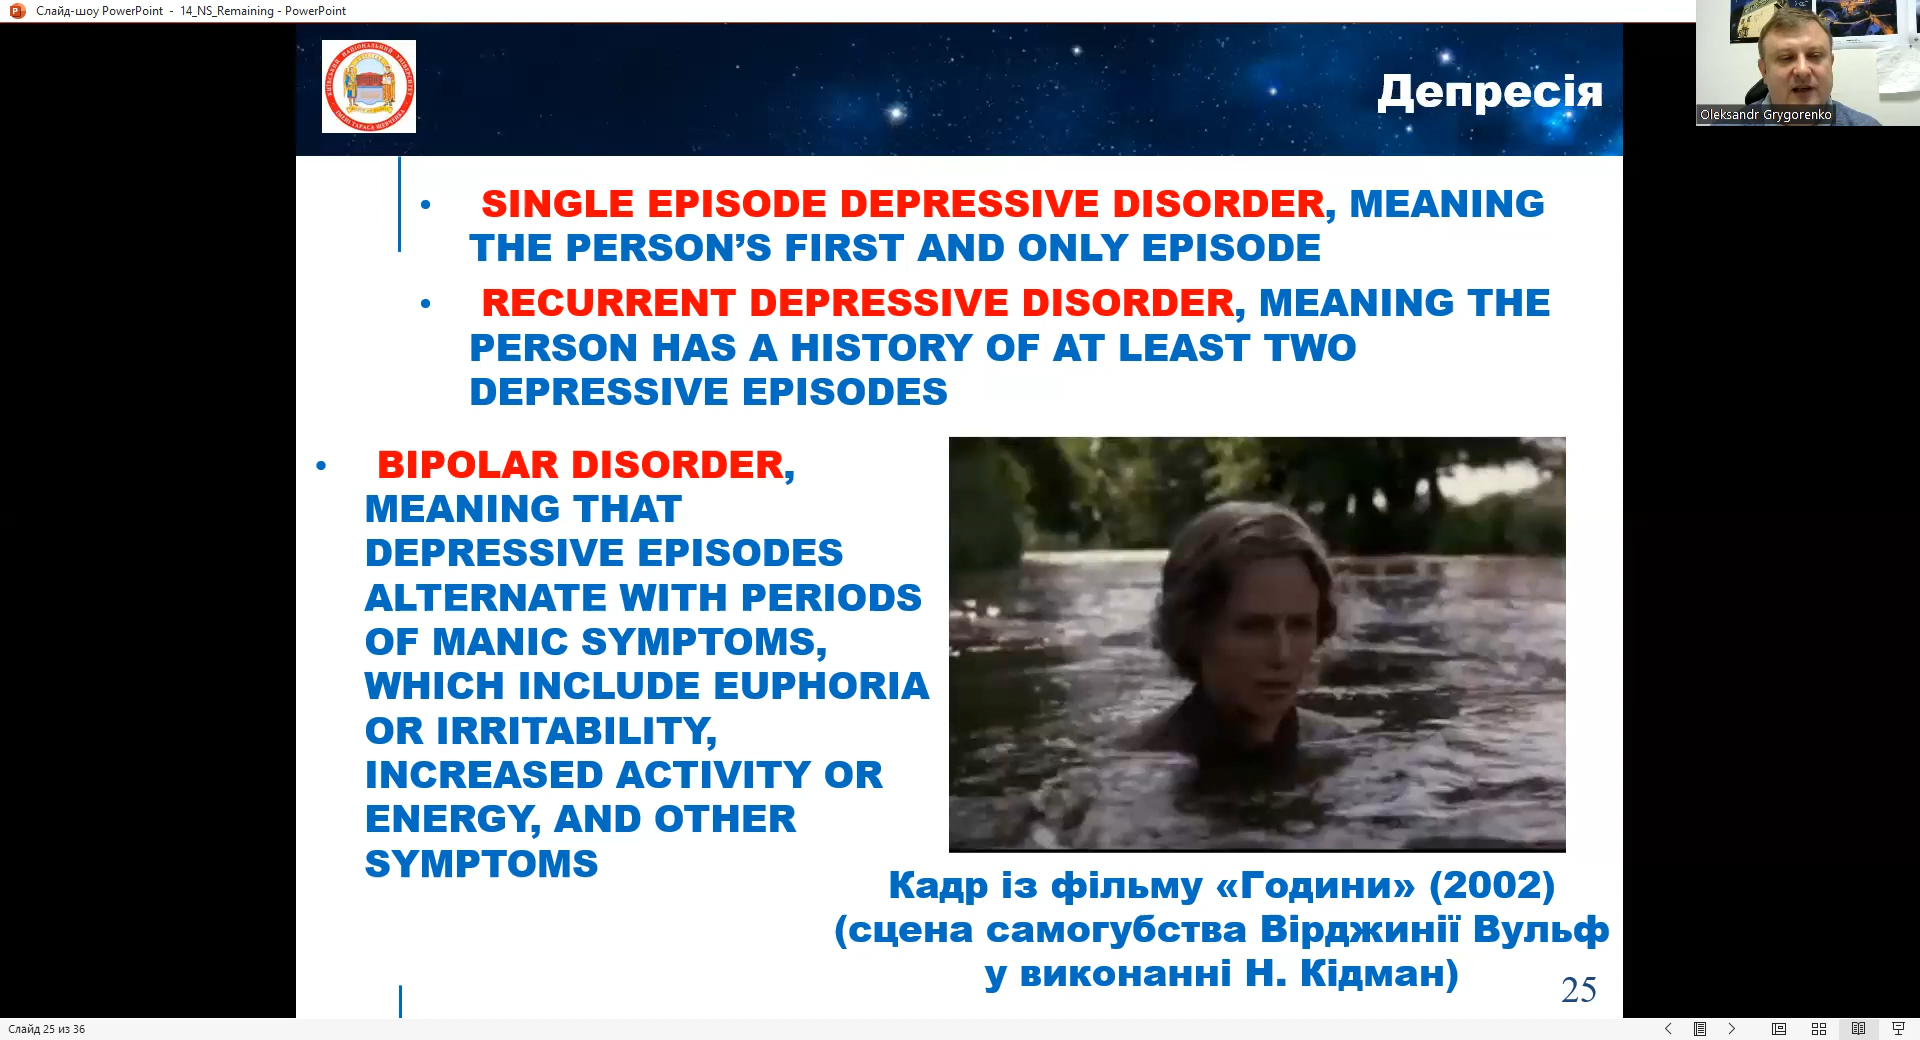 Слайд-шоу PowerPoint - 14_NS_Remaining - PowerPoint
Депресія
Oleksandr Grygorenko
• SINGLE EPISODE DEPRESSIVE DISORDER, MEANING
THE PERSON’S FIRST AND ONLY EPISODE
• RECURRENT DEPRESSIVE DISORDER, MEANING THE
PERSON HAS A HISTORY OF AT LEAST TWO
DEPRESSIVE EPISODES
• BIPOLAR DISORDER,
MEANING THAT
DEPRESSIVE EPISODES
ALTERNATE WITH PERIODS
OF MANIC SYMPTOMS,
WHICH INCLUDE EUPHORIA
OR IRRITABILITY,
INCREASED ACTIVITY OR
ENERGY, AND OTHER
SYMPTOMS
Кадр із фільму «Години» (2002)
(сцена самогубства Вірджинії Вульф
у виконанні Н. Кідман)
25
Слайд 25 из 36